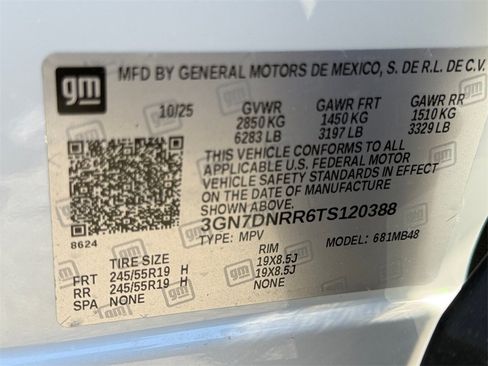 gm
MFD BY GENERAL MOTORS DE MEXICO, S. DE R.L. DE C.V.
10/25 GVWR GAWR FRT GAWR RR
2850 KG 1450 KG 1510 KG
6283 LB 3197 LB 3329 LB
THIS VEHICLE CONFORMS TO ALL
APPLICABLE U.S. FEDERAL MOTOR
VEHICLE SAFETY STANDARDS IN EFFECT
ON THE DATE OF MANUFACTURE
SHOWN ABOVE.
3GN7DNRR6TS120388
TYPE: MPV MODEL: 681MB48
8624
TIRE SIZE RIM
FRT 245/55R19 H 19X8.5J
RR 245/55R19 H 19X8.5J
SPA NONE NONE